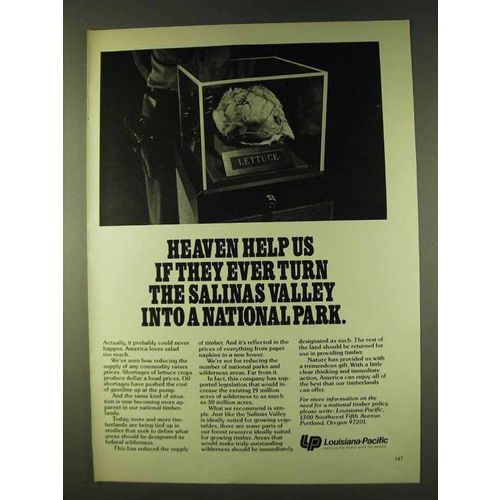 LETTUCE
HEAVEN HELP US
IF THEY EVER TURN
THE SALINAS VALLEY
INTO A NATIONAL PARK.
Actually, it probably could never
happen. America loves salad
too much.
We've seen how reducing the
supply of any commodity raises
prices. Shortages of lettuce crops
produce dollar a head prices. Oil
shortages have pushed the cost
of gasoline up at the pump.
And the same kind of situa-
tion is now becoming more ap-
parent in our national timber-
lands.
Today, more and more tim-
berlands are being tied up in
studies that seek to define what
areas should be designated as
federal wilderness.
This has reduced the supply
of timber. And it's reflected in the
prices of everything from paper
napkins to a new house.
We're not for reducing the
number of national parks and
wilderness areas. Far from it.
In fact, this company has sup-
ported legislation that would in-
crease the existing 19 million
acres of wilderness to as
much as 30 million acres.
What we recommend is sim-
ple. Just like the Salinas Valley
is ideally suited for growing vege-
tables, there are some parts of
our forest resource ideally suited
for growing timber. Areas that
would make truly outstanding
wilderness should be immediately
designated as such. The rest of
the land should be returned for
use in providing timber.
Nature has provided us with
a tremendous gift. With a little
clear thinking and immediate
action, America can enjoy all of
the best that our timberlands
can offer.
For more information on the
need for a national timber policy,
please write: Louisiana-Pacific,
1300 Southwest Fifth Avenue,
Portland, Oregon 97201.
LP Louisiana-Pacific
147